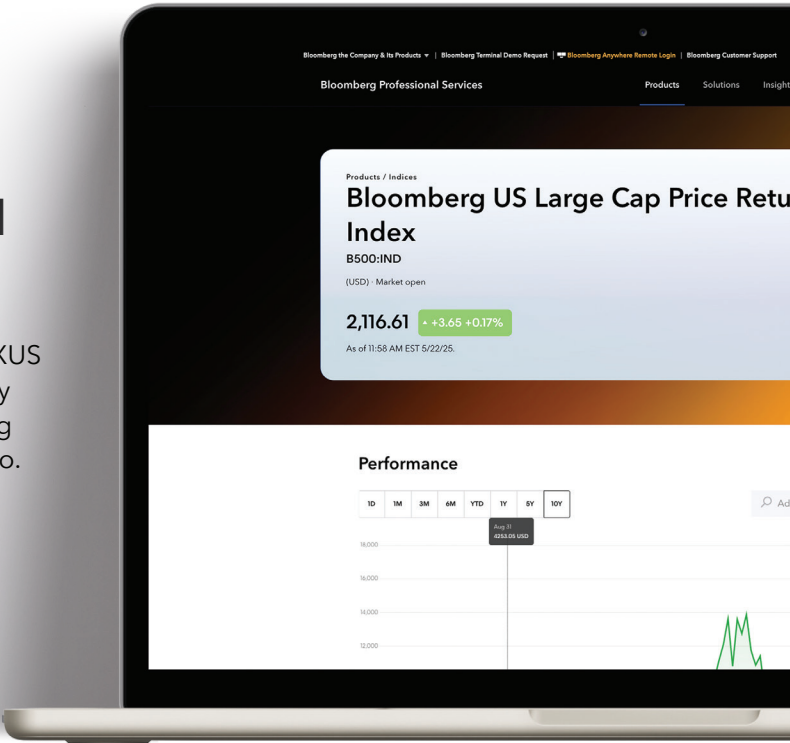 XUS
y
g
o.
Bloomberg the Company & Its Products ▾ | Bloomberg Terminal Demo Request | Bloomberg Anywhere Remote Login | Bloomberg Customer Support
Bloomberg Professional Services
Products
Solutions
Insight
Products / Indices
Bloomberg US Large Cap Price Retu
Index
B500:IND
(USD) · Market open
2,116.61 +3.65 +0.17%
As of 11:58 AM EST 5/22/25.
Performance
1D 1M 3M 6M YTD 1Y 5Y 10Y
Ad
Aug 31
4253.05 USD
18,000
16,000
14,000
12,000